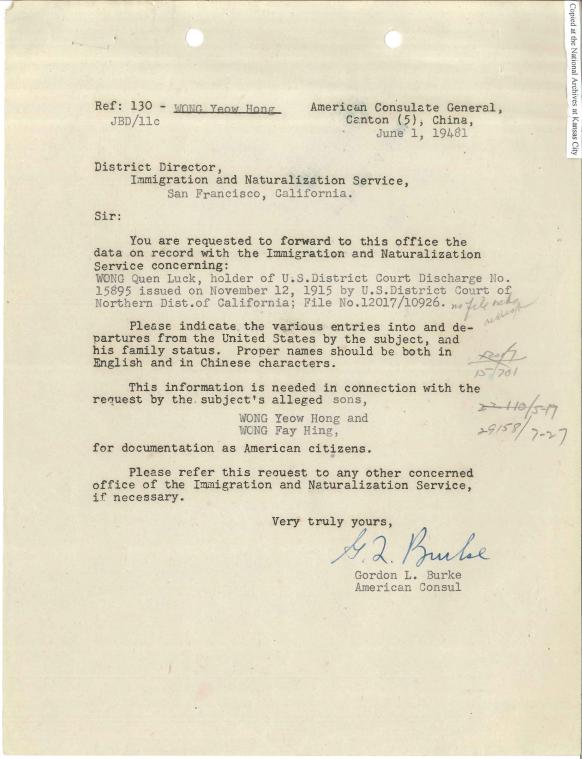 Copied at the National Archives at Kansas City
Ref: 130 - WONG Yeow Hong American Consulate General,
JBD/llc Canton (5), China,
June 1, 19481
District Director,
Immigration and Naturalization Service,
San Francisco, California.
Sir:
You are requested to forward to this office the
data on record with the Immigration and Naturalization
Service concerning:
WONG Quen Luck, holder of U.S.District Court Discharge No.
15895 issued on November 12, 1915 by U.S.District Court of
Northern Dist.of California; File No.12017/10926.
no file
Please indicate the various entries into and de-
partures from the United States by the subject, and
his family status. Proper names should be both in
English and in Chinese characters.
15/701
This information is needed in connection with the
request by the subject's alleged sons,
WONG Yeow Hong and
WONG Fay Hing,
22-110/5-19
29158/7-27
for documentation as American citizens.
Please refer this request to any other concerned
office of the Immigration and Naturalization Service,
if necessary.
Very truly yours,
G. L. Burke
Gordon L. Burke
American Consul